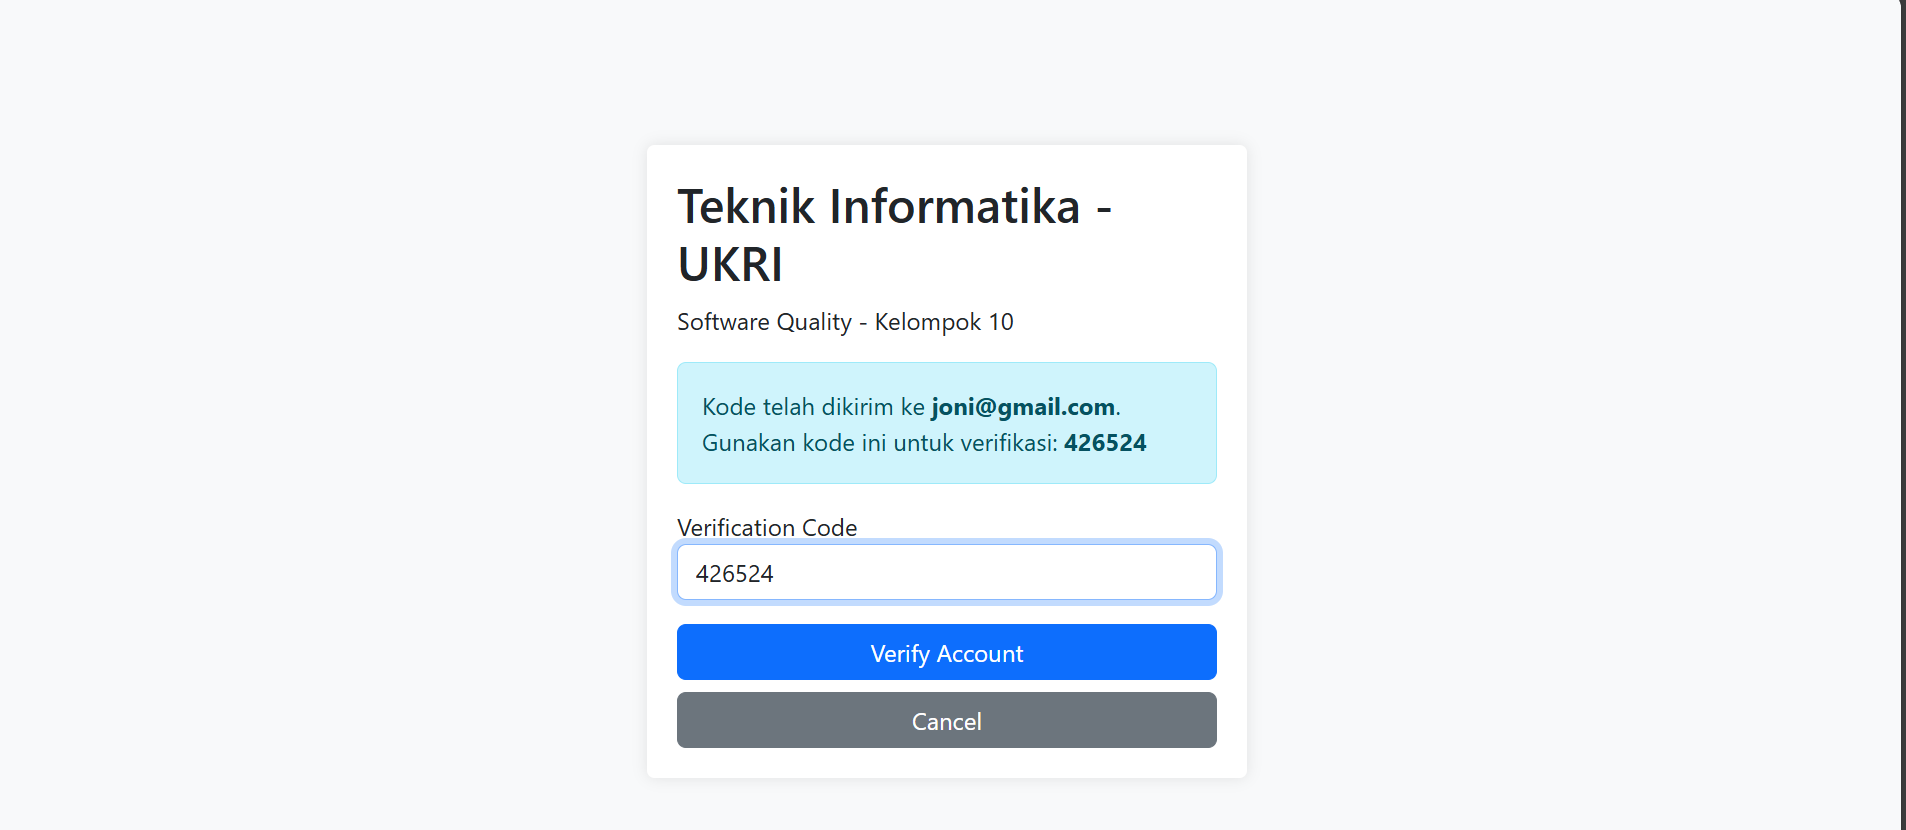 Teknik Informatika -
UKRI
Software Quality - Kelompok 10
Kode telah dikirim ke joni@gmail.com.
Gunakan kode ini untuk verifikasi: 426524
Verification Code
426524
Verify Account
Cancel